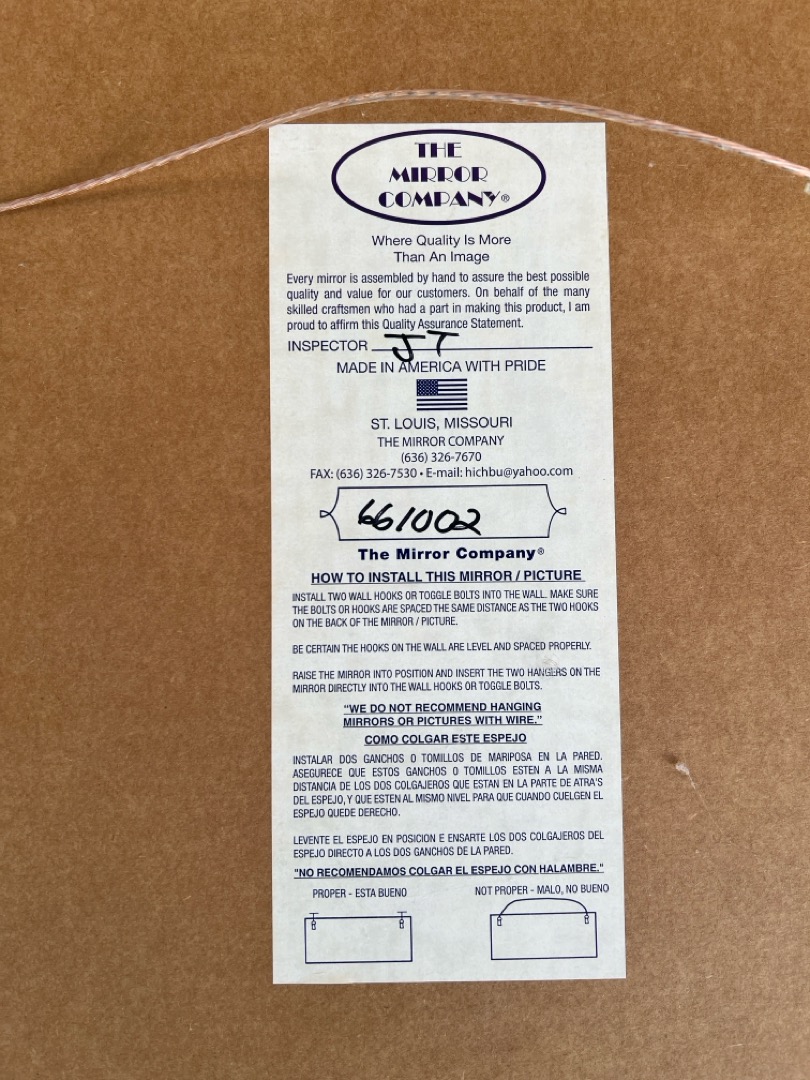 THE
MIRROR
COMPANY®
Where Quality Is More
Than An Image
Every mirror is assembled by hand to assure the best possible
quality and value for our customers. On behalf of the many
skilled craftsmen who had a part in making this product, I am
proud to affirm this Quality Assurance Statement.
INSPECTOR JT
MADE IN AMERICA WITH PRIDE
ST. LOUIS, MISSOURI
THE MIRROR COMPANY
(636) 326-7670
FAX: (636) 326-7530 • E-mail: hichbu@yahoo.com
661002
The Mirror Company®
HOW TO INSTALL THIS MIRROR / PICTURE
INSTALL TWO WALL HOOKS OR TOGGLE BOLTS INTO THE WALL. MAKE SURE
THE BOLTS OR HOOKS ARE SPACED THE SAME DISTANCE AS THE TWO HOOKS
ON THE BACK OF THE MIRROR / PICTURE.
BE CERTAIN THE HOOKS ON THE WALL ARE LEVEL AND SPACED PROPERLY.
RAISE THE MIRROR INTO POSITION AND INSERT THE TWO HANGERS ON THE
MIRROR DIRECTLY INTO THE WALL HOOKS OR TOGGLE BOLTS.
“WE DO NOT RECOMMEND HANGING
MIRRORS OR PICTURES WITH WIRE.”
COMO COLGAR ESTE ESPEJO
INSTALAR DOS GANCHOS O TOMILLOS DE MARIPOSA EN LA PARED.
ASEGURECE QUE ESTOS GANCHOS O TOMILLOS ESTEN A LA MISMA
DISTANCIA DE LOS DOS COLGAJEROS QUE ESTAN EN LA PARTE DE ATRA'S
DEL ESPEJO, Y QUE ESTEN AL MISMO NIVEL PARA QUE CUANDO CUELGEN EL
ESPEJO QUEDE DERECHO.
LEVENTE EL ESPEJO EN POSICION E ENSARTE LOS DOS COLGAJEROS DEL
ESPEJO DIRECTO A LOS DOS GANCHOS DE LA PARED.
"NO RECOMENDAMOS COLGAR EL ESPEJO CON HALAMBRE."
PROPER - ESTA BUENO
NOT PROPER - MALO, NO BUENO